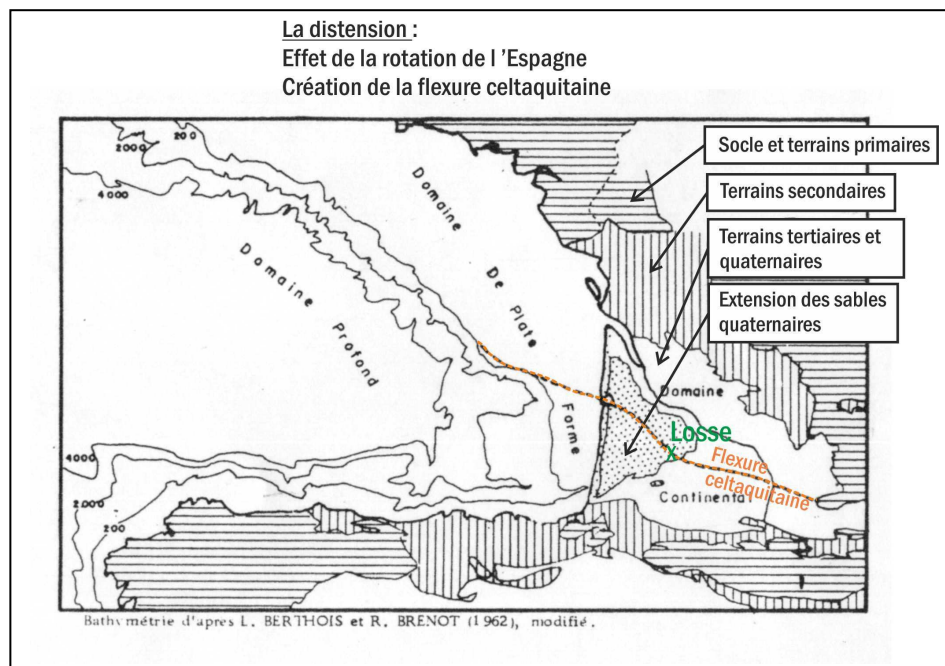 La distension :
Effet de la rotation de l 'Espagne
Création de la flexure celtaquitaine
200
2000
4000
Domaine
De Plate
Forme
Domaine Profond
Socle et terrains primaires
Terrains secondaires
Terrains tertiaires et
quaternaires
Extension des sables
quaternaires
Domaine
Losse
Flexure
celtaquitaine
Continental
4000
2000
200
Bathymétrie d'apres L. BERTHOIS et R. BRENOT (1962), modifié.